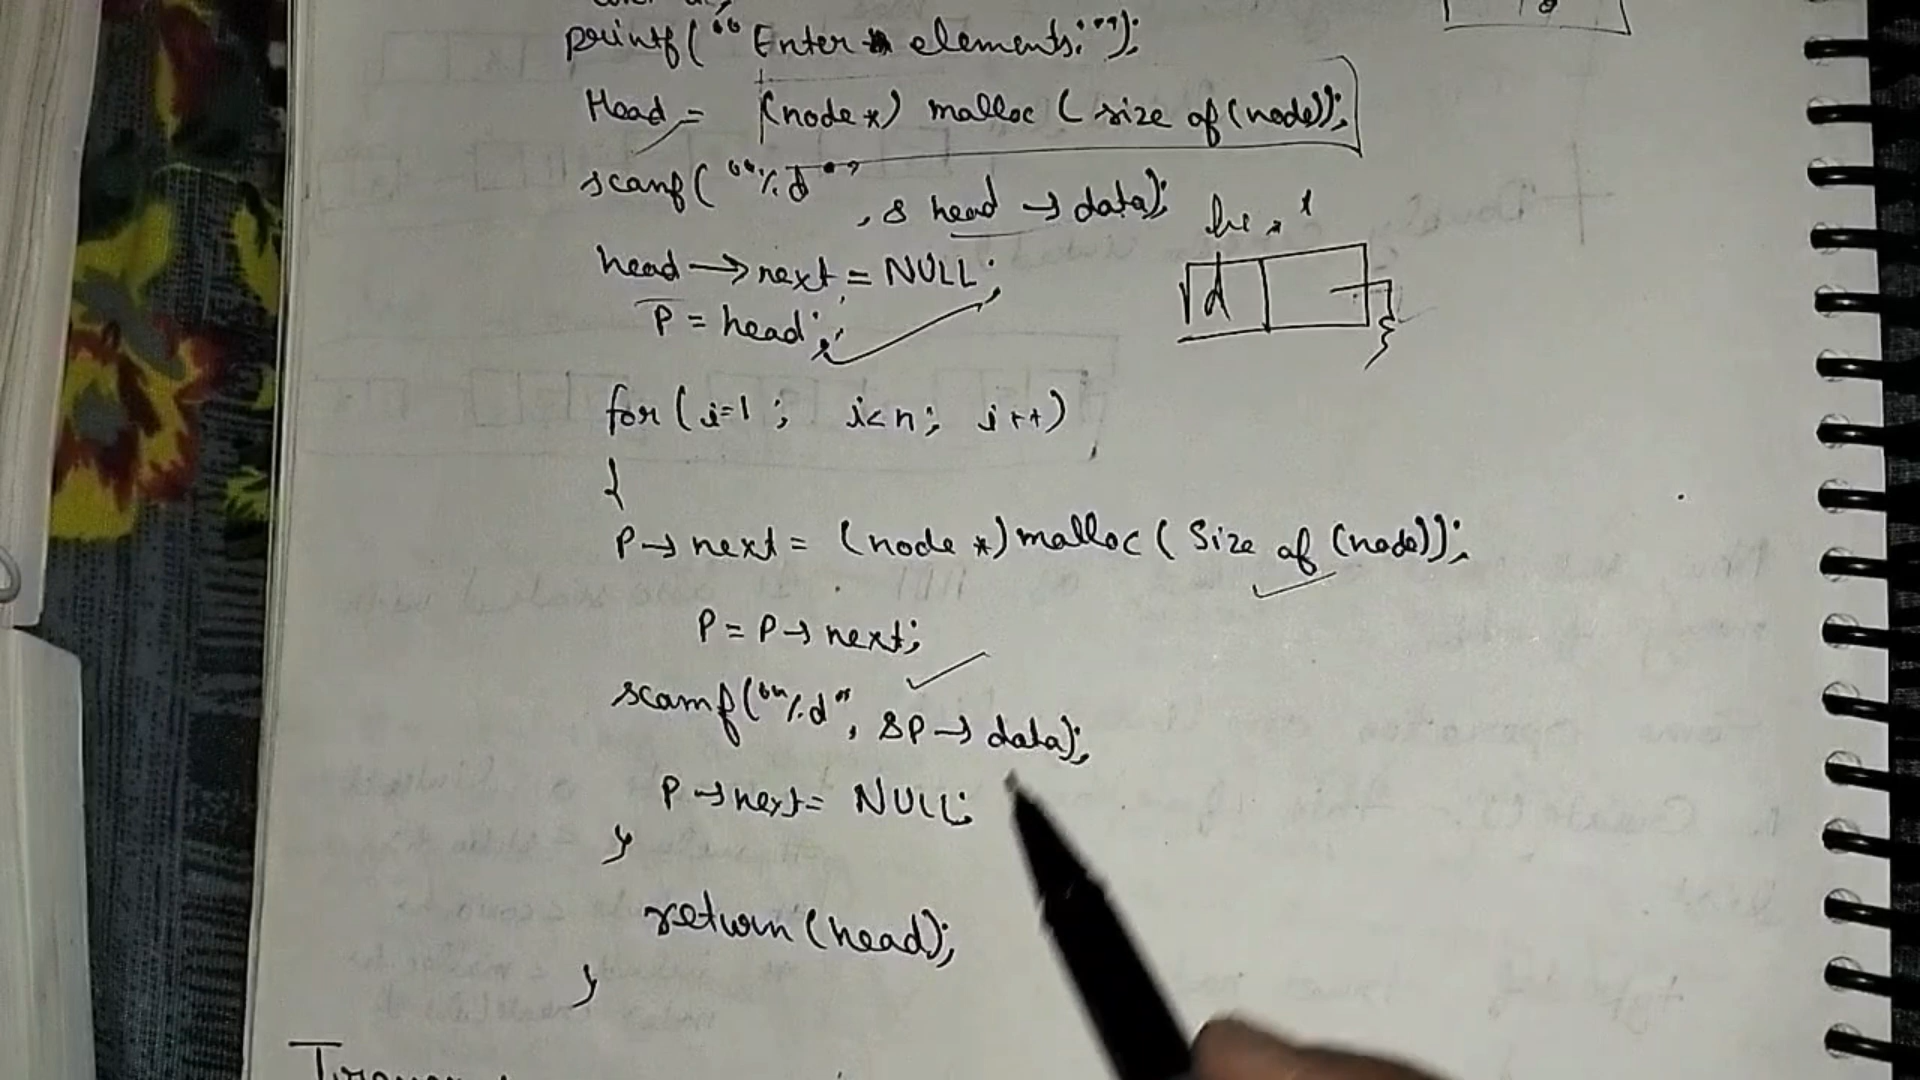 printf(“Enter elements:”);
Head = (node*) malloc ( size of (node));
scanf( “%d” , & head → data);
head → next = NULL;
P = head;
d
for (i=1 ; i<n; i++)
{
P → next = (node *) malloc ( Size of (node));
P = P → next;
scanf(“%d”, &P → data);
P → next = NULL;
}
return (head);
}